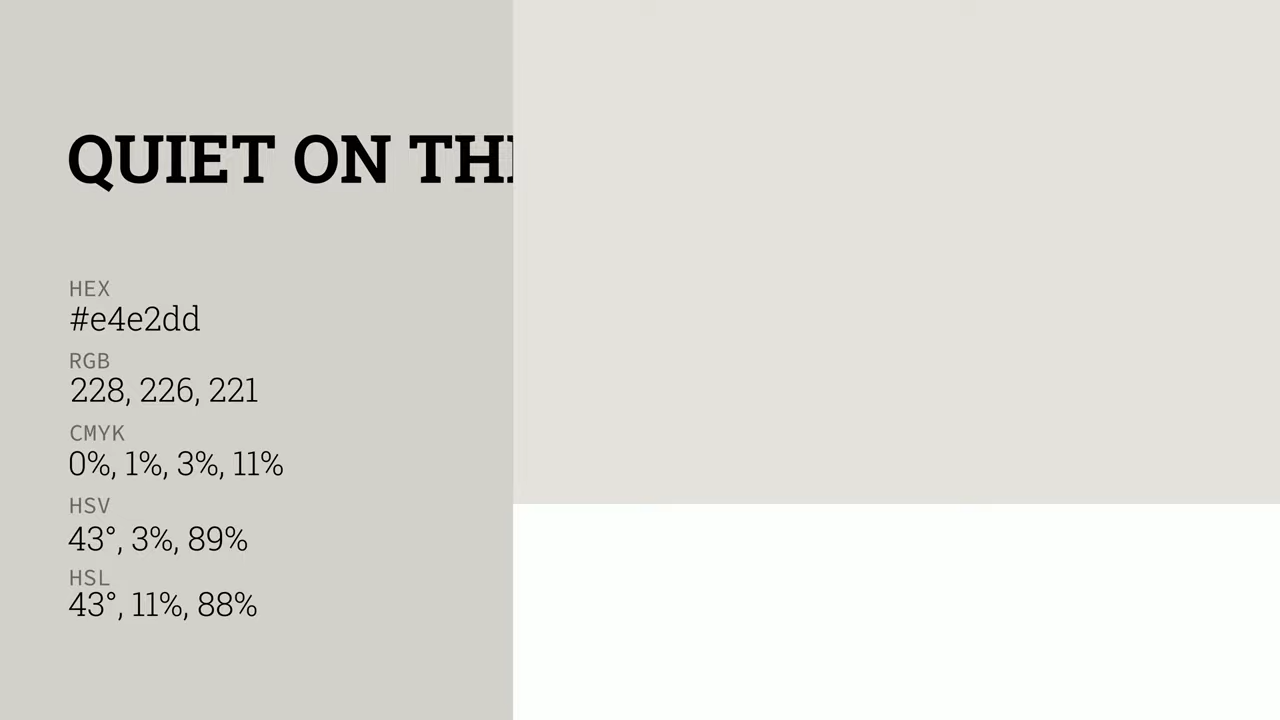 QUIET ON TH
HEX
#e4e2dd
RGB
228, 226, 221
CMYK
0%, 1%, 3%, 11%
HSV
43°, 3%, 89%
HSL
43°, 11%, 88%